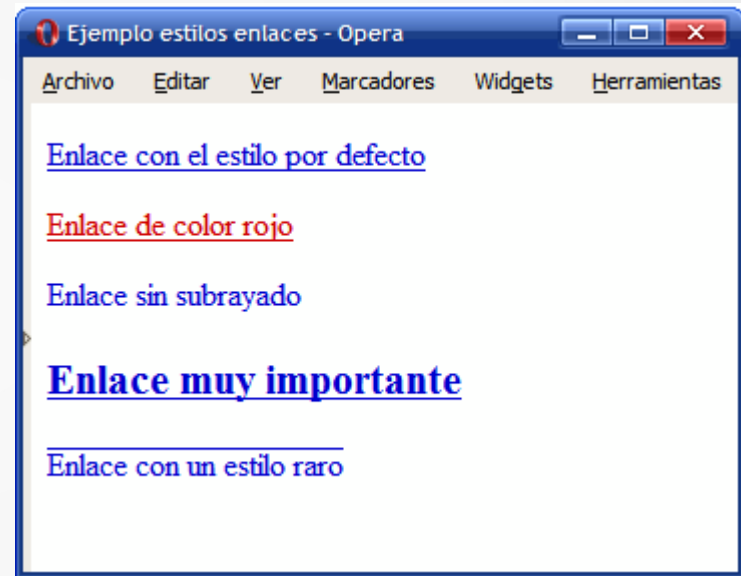 Ejemplo estilos enlaces - Opera
Archivo Editar Ver Marcadores Widgets Herramientas
Enlace con el estilo por defecto
Enlace de color rojo
Enlace sin subrayado
Enlace muy importante
Enlace con un estilo raro